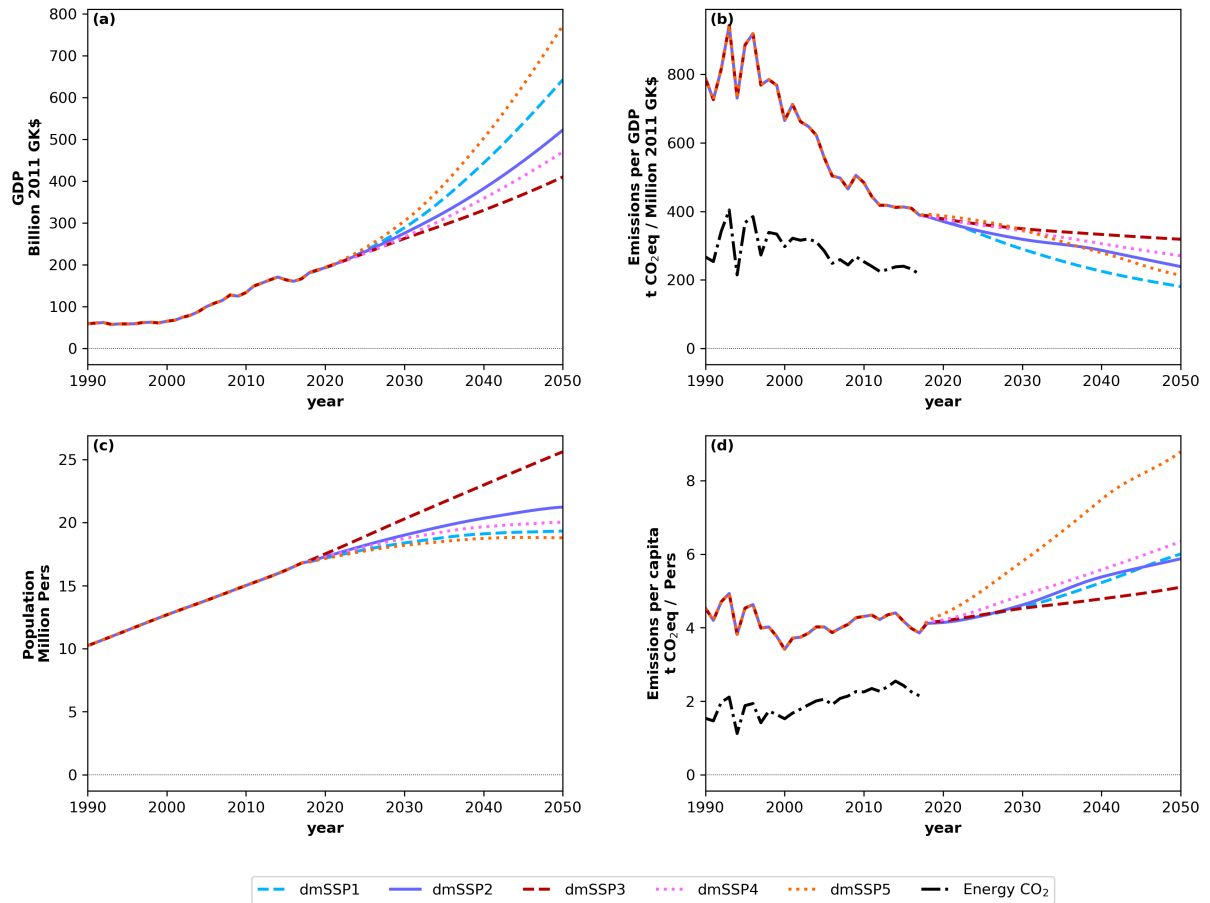 (a)
GDP
Billion 2011 GK$
800
700
600
500
400
300
200
100
0
1990 2000 2010 2020 2030 2040 2050
year
(b)
Emissions per GDP
t CO₂eq / Million 2011 GK$
800
600
400
200
0
1990 2000 2010 2020 2030 2040 2050
year
(c)
Population
Million Pers
25
20
15
10
5
0
1990 2000 2010 2020 2030 2040 2050
year
(d)
Emissions per capita
t CO₂eq / Pers
8
6
4
2
0
1990 2000 2010 2020 2030 2040 2050
year
dmSSP1 dmSSP2 dmSSP3 dmSSP4 dmSSP5 Energy CO₂